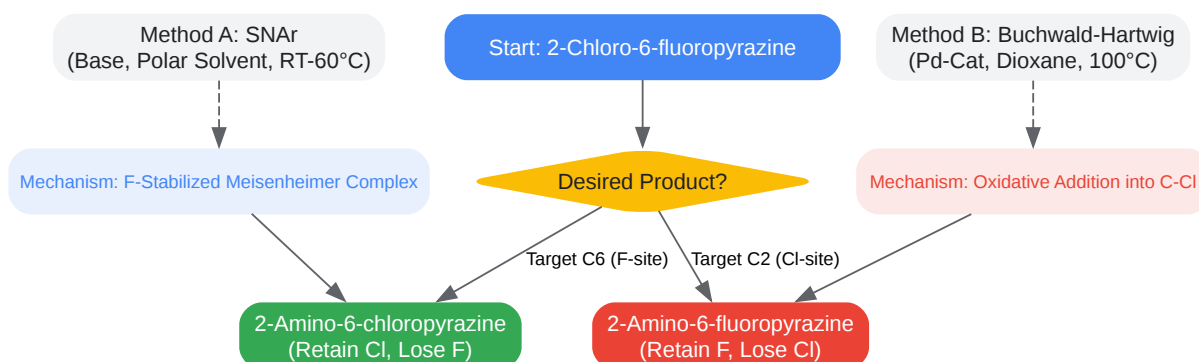 Method A: SNAr
(Base, Polar Solvent, RT-60°C)
Start: 2-Chloro-6-fluoropyrazine
Method B: Buchwald-Hartwig
(Pd-Cat, Dioxane, 100°C)
Mechanism: F-Stabilized Meisenheimer Complex
Desired Product?
Mechanism: Oxidative Addition into C-Cl
Target C6 (F-site)
Target C2 (Cl-site)
2-Amino-6-chloropyrazine
(Retain Cl, Lose F)
2-Amino-6-fluoropyrazine
(Retain F, Lose Cl)